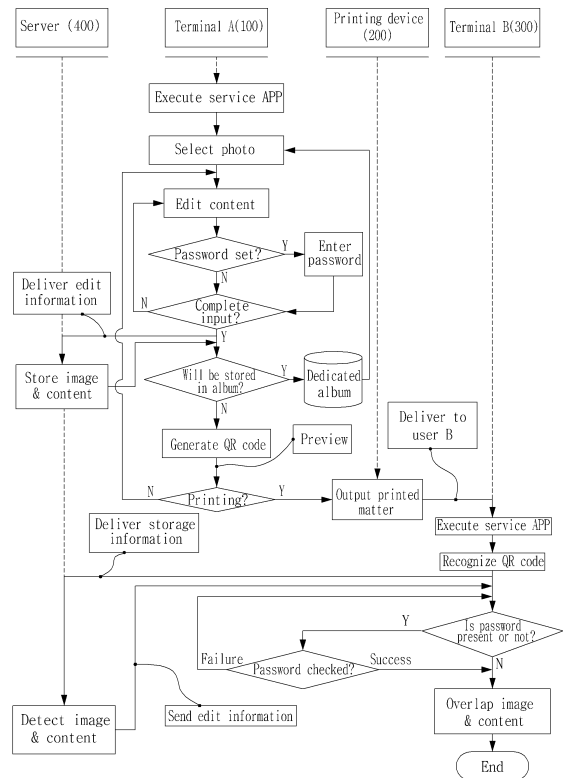 Server (400)
Terminal A(100)
Printing device
(200)
Terminal B(300)
Execute service APP
Select photo
Edit content
Password set?
Y
Enter
password
N
Deliver edit
information
N
Complete
input?
Y
Store image
& content
Will be stored
in album?
Y
Dedicated
album
N
Deliver to
user B
Generate QR code
Preview
N
Printing?
Y
Output printed
matter
Deliver storage
information
Execute service APP
Recognize QR code
Is password
present or not?
Y
Failure
Password checked?
Success
N
Send edit information
Detect image
& content
Overlap image
& content
End